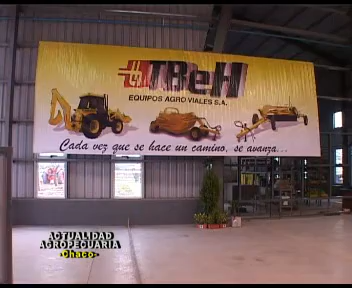 TBeH
EQUIPOS AGRO VIALES S.A.
Cada vez que se hace un camino, se avanza...
ACTUALIDAD
AGROPECUARIA
-Chaco-